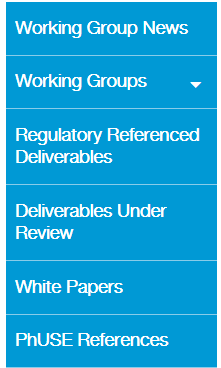 Working Group News
Working Groups
Regulatory Referenced
Deliverables
Deliverables Under
Review
White Papers
PhUSE References